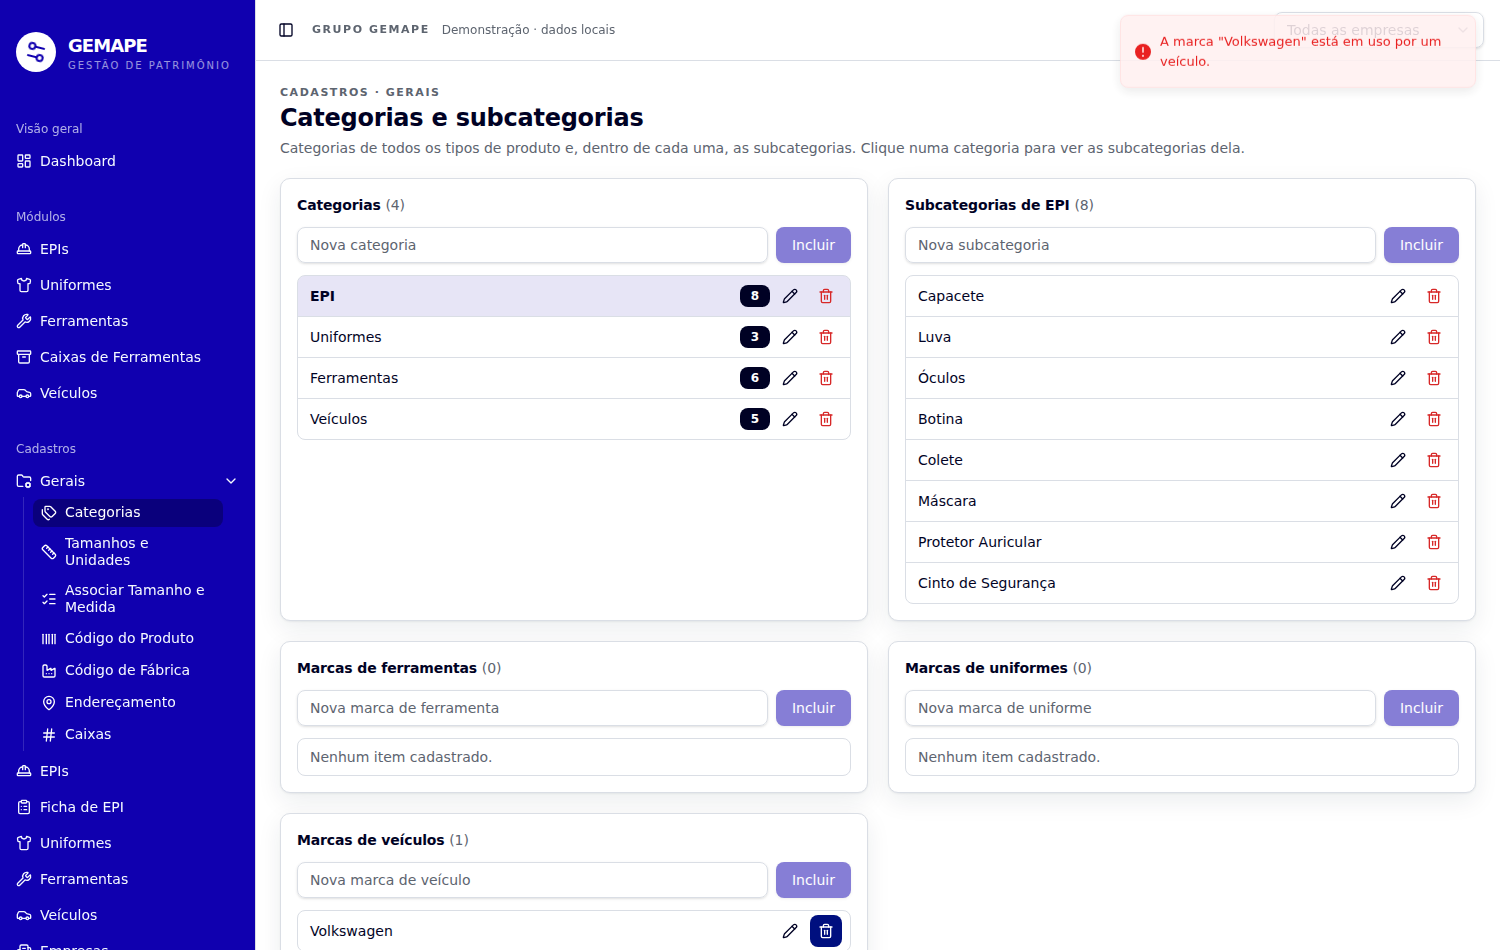 GEMAPE
GESTÃO DE PATRIMÔNIO
Visão geral
Dashboard
Módulos
EPIs
Uniformes
Ferramentas
Caixas de Ferramentas
Veículos
Cadastros
Gerais
Categorias
Tamanhos e
Unidades
Associar Tamanho e
Medida
Código do Produto
Código de Fábrica
Endereçamento
Caixas
EPIs
Ficha de EPI
Uniformes
Ferramentas
Veículos
Empresas
GRUPO GEMAPE Demonstração · dados locais
Todas as empresas
A marca "Volkswagen" está em uso por um
veículo.
CADASTROS · GERAIS
Categorias e subcategorias
Categorias de todos os tipos de produto e, dentro de cada uma, as subcategorias. Clique numa categoria para ver as subcategorias dela.
Categorias (4)
Nova categoria Incluir
EPI 8
Uniformes 3
Ferramentas 6
Veículos 5
Subcategorias de EPI (8)
Nova subcategoria Incluir
Capacete
Luva
Óculos
Botina
Colete
Máscara
Protetor Auricular
Cinto de Segurança
Marcas de ferramentas (0)
Nova marca de ferramenta Incluir
Nenhum item cadastrado.
Marcas de uniformes (0)
Nova marca de uniforme Incluir
Nenhum item cadastrado.
Marcas de veículos (1)
Nova marca de veículo Incluir
Volkswagen